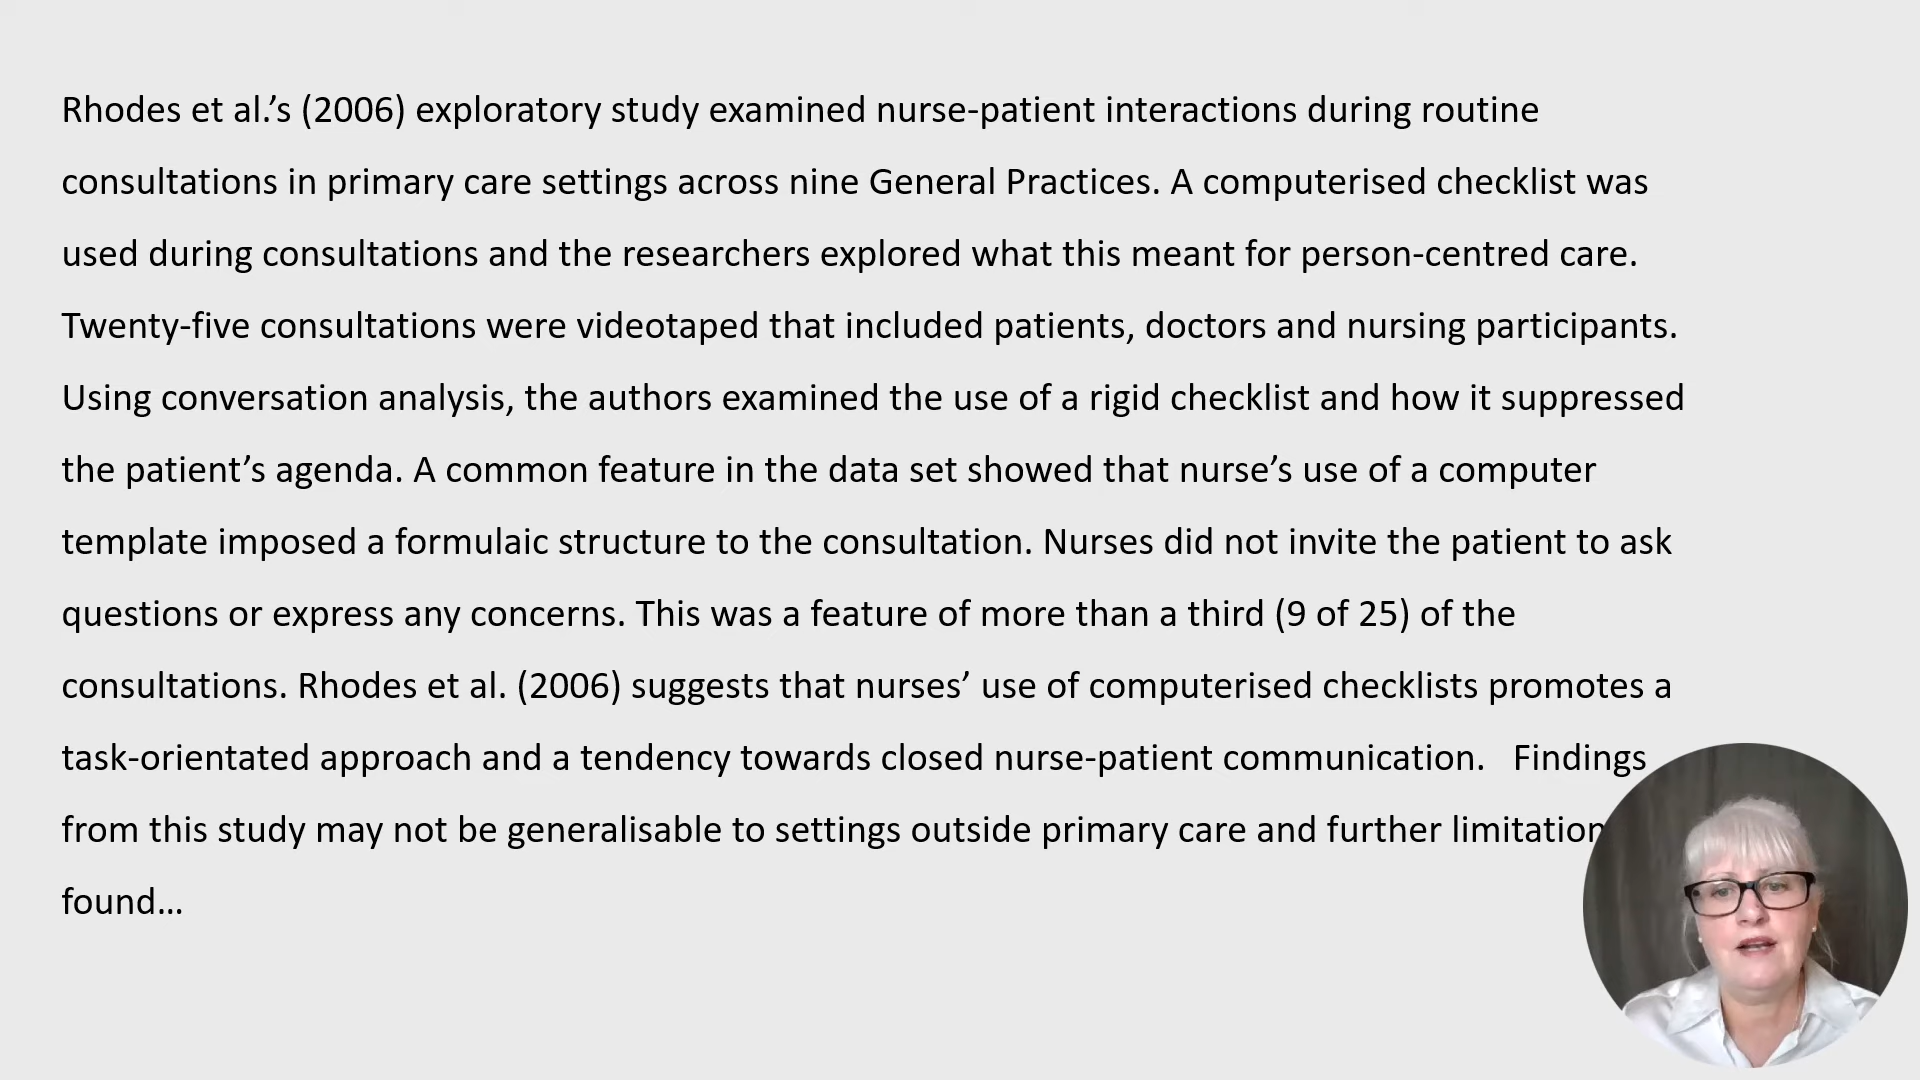 Rhodes et al.’s (2006) exploratory study examined nurse-patient interactions during routine
consultations in primary care settings across nine General Practices. A computerised checklist was
used during consultations and the researchers explored what this meant for person-centred care.
Twenty-five consultations were videotaped that included patients, doctors and nursing participants.
Using conversation analysis, the authors examined the use of a rigid checklist and how it suppressed
the patient’s agenda. A common feature in the data set showed that nurse’s use of a computer
template imposed a formulaic structure to the consultation. Nurses did not invite the patient to ask
questions or express any concerns. This was a feature of more than a third (9 of 25) of the
consultations. Rhodes et al. (2006) suggests that nurses’ use of computerised checklists promotes a
task-orientated approach and a tendency towards closed nurse-patient communication. Findings
from this study may not be generalisable to settings outside primary care and further
found…